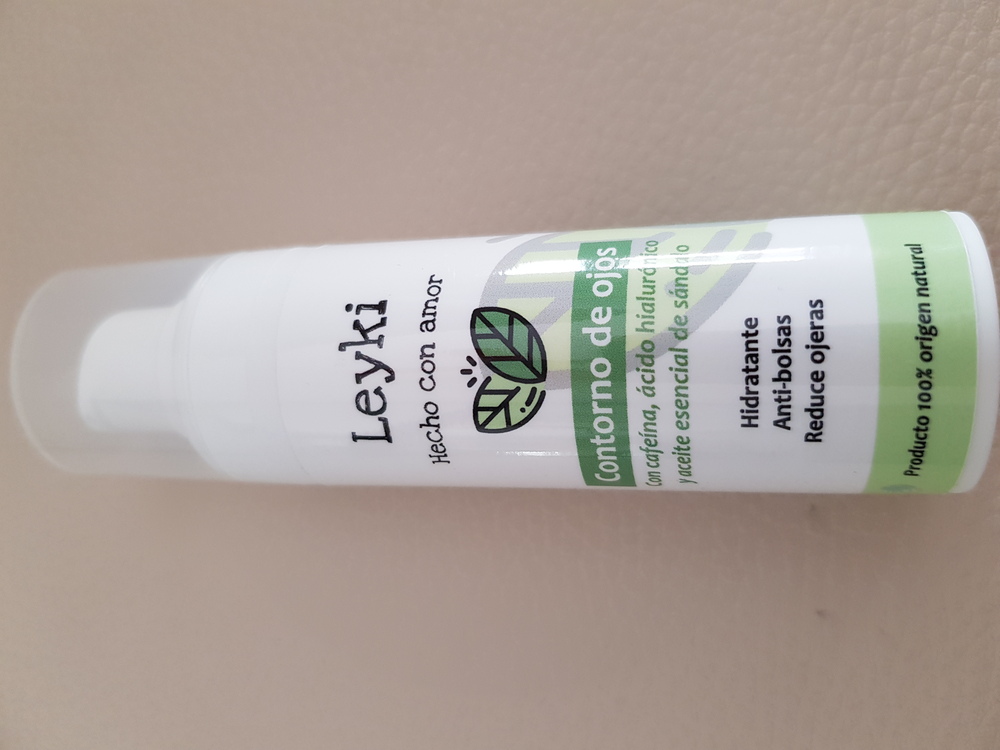 Leyki
Hecho con amor
Contorno de ojos
Con cafeína, ácido hialurónico
y aceite esencial de sándalo
Hidratante
Anti-bolsas
Reduce ojeras
Producto 100% origen natural